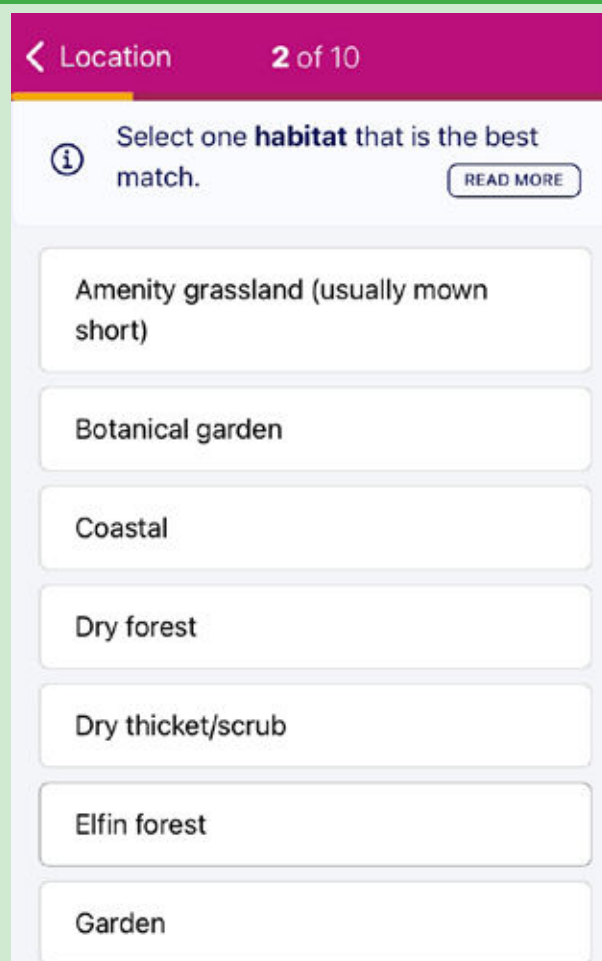 Location 2 of 10
Select one habitat that is the best
match.
READ MORE
Amenity grassland (usually mown
short)
Botanical garden
Coastal
Dry forest
Dry thicket/scrub
Elfin forest
Garden